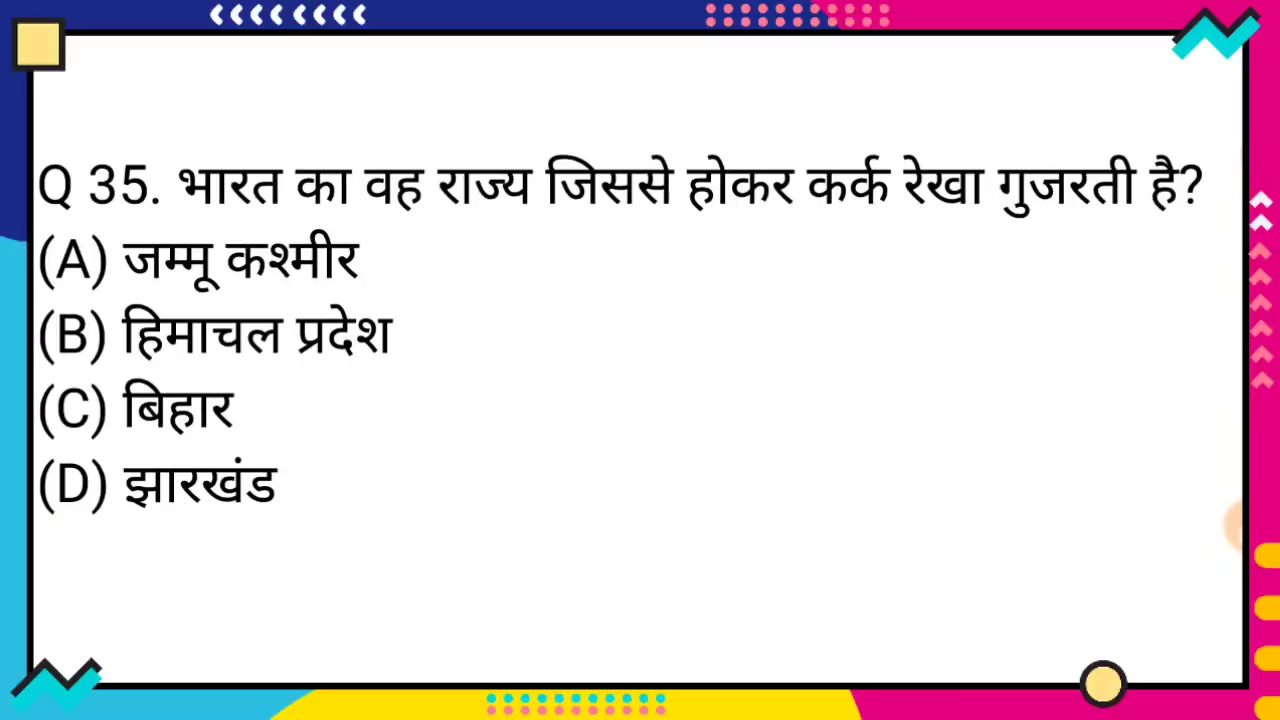 Q 35. भारत का वह राज्य जिससे होकर कर्क रेखा गुजरती है?
(A) जम्मू कश्मीर
(B) हिमाचल प्रदेश
(C) बिहार
(D) झारखंड